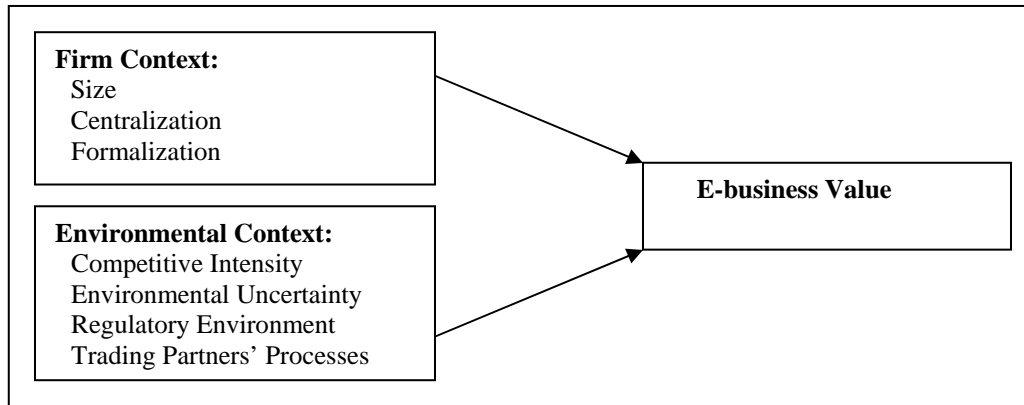 Firm Context:
Size
Centralization
Formalization
E-business Value
Environmental Context:
Competitive Intensity
Environmental Uncertainty
Regulatory Environment
Trading Partners’ Processes